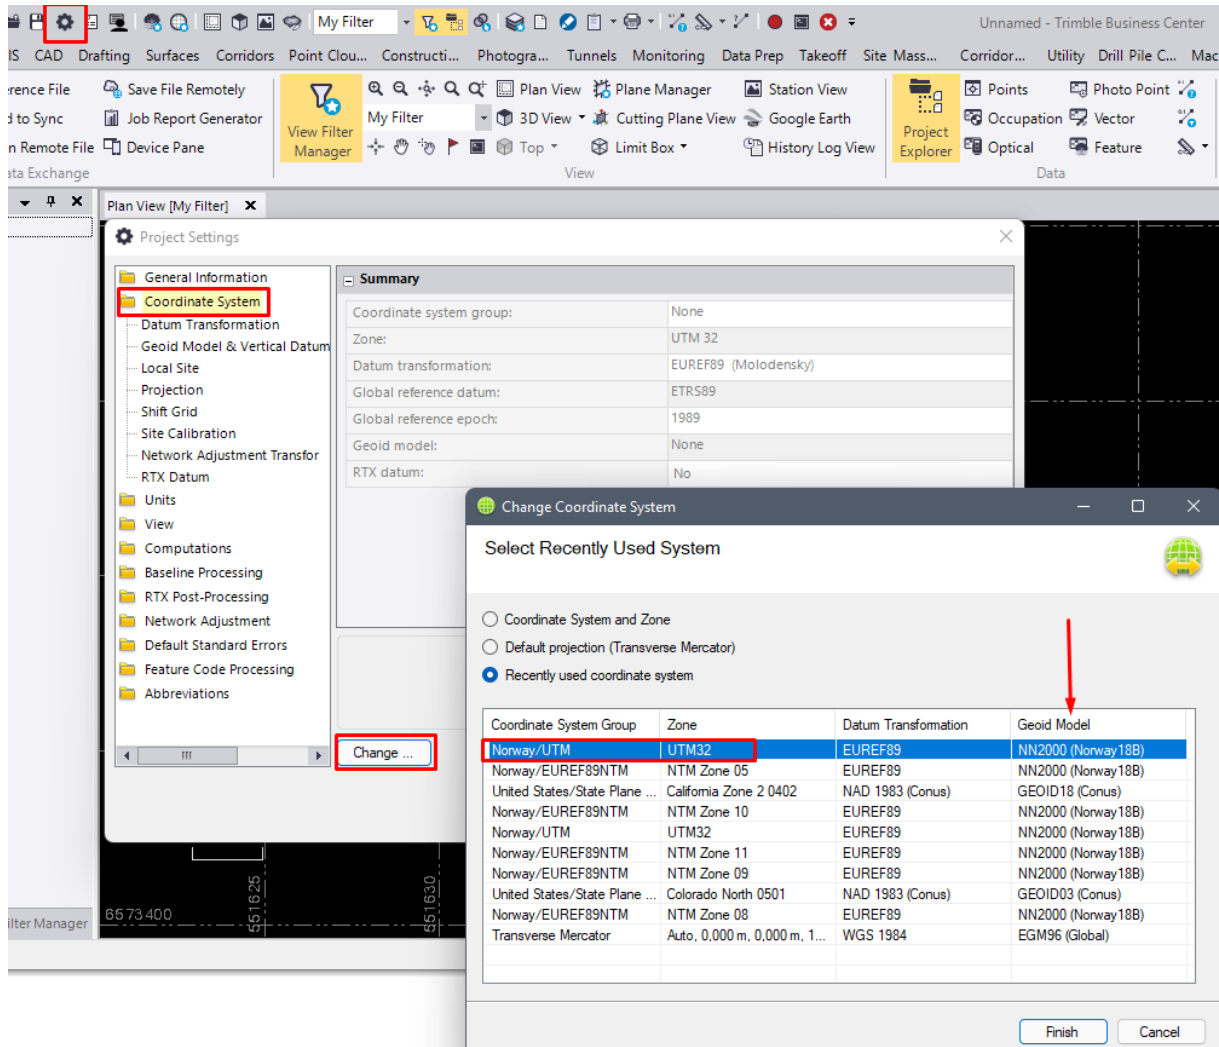 My Filter
Unnamed - Trimble Business Center
IS CAD Drafting Surfaces Corridors Point Clou... Constructi... Photogra... Tunnels Monitoring Data Prep Takeoff Site Mass... Corridor... Utility Drill Pile C... Mac
erence File Save File Remotely Plan View Plane Manager Station View Points Photo Point
d to Sync Job Report Generator View Filter Manager My Filter 3D View Cutting Plane View Google Earth Project Explorer Occupation Vector
n Remote File Device Pane Top Limit Box History Log View Optical Feature
ata Exchange View Data
Plan View [My Filter]
Project Settings
General Information
Coordinate System
Datum Transformation
Geoid Model & Vertical Datum
Local Site
Projection
Shift Grid
Site Calibration
Network Adjustment Transfor
RTX Datum
Units
View
Computations
Baseline Processing
RTX Post-Processing
Network Adjustment
Default Standard Errors
Feature Code Processing
Abbreviations
Summary
Coordinate system group: None
Zone: UTM 32
Datum transformation: EUREF89 (Molodensky)
Global reference datum: ETRS89
Global reference epoch: 1989
Geoid model: None
RTX datum: No
Change ...
Change Coordinate System
Select Recently Used System
Coordinate System and Zone
Default projection (Transverse Mercator)
Recently used coordinate system
Coordinate System Group Zone Datum Transformation Geoid Model
Norway/UTM UTM32 EUREF89 NN2000 (Norway18B)
Norway/EUREF89NTM NTM Zone 05 EUREF89 NN2000 (Norway18B)
United States/State Plane ... California Zone 2 0402 NAD 1983 (Conus) GEOID18 (Conus)
Norway/EUREF89NTM NTM Zone 10 EUREF89 NN2000 (Norway18B)
Norway/UTM UTM32 EUREF89 NN2000 (Norway18B)
Norway/EUREF89NTM NTM Zone 11 EUREF89 NN2000 (Norway18B)
Norway/EUREF89NTM NTM Zone 09 EUREF89 NN2000 (Norway18B)
United States/State Plane ... Colorado North 0501 NAD 1983 (Conus) GEOID03 (Conus)
Norway/EUREF89NTM NTM Zone 08 EUREF89 NN2000 (Norway18B)
Transverse Mercator Auto, 0,000 m, 0,000 m, 1... WGS 1984 EGM96 (Global)
Finish Cancel
551625
551630
6573400
ilter Manager